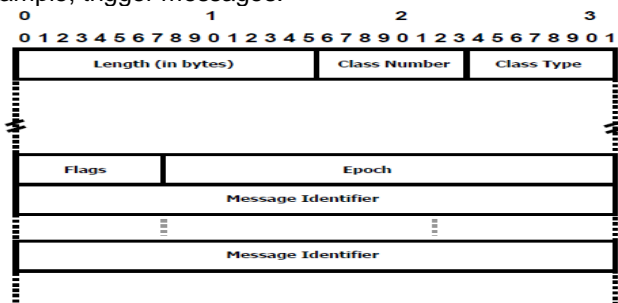 ample, trigger messages.
0 1 2 3
0 1 2 3 4 5 6 7 8 9 0 1 2 3 4 5 6 7 8 9 0 1 2 3 4 5 6 7 8 9 0 1
Length (in bytes) Class Number Class Type
Flags Epoch
Message Identifier
Message Identifier